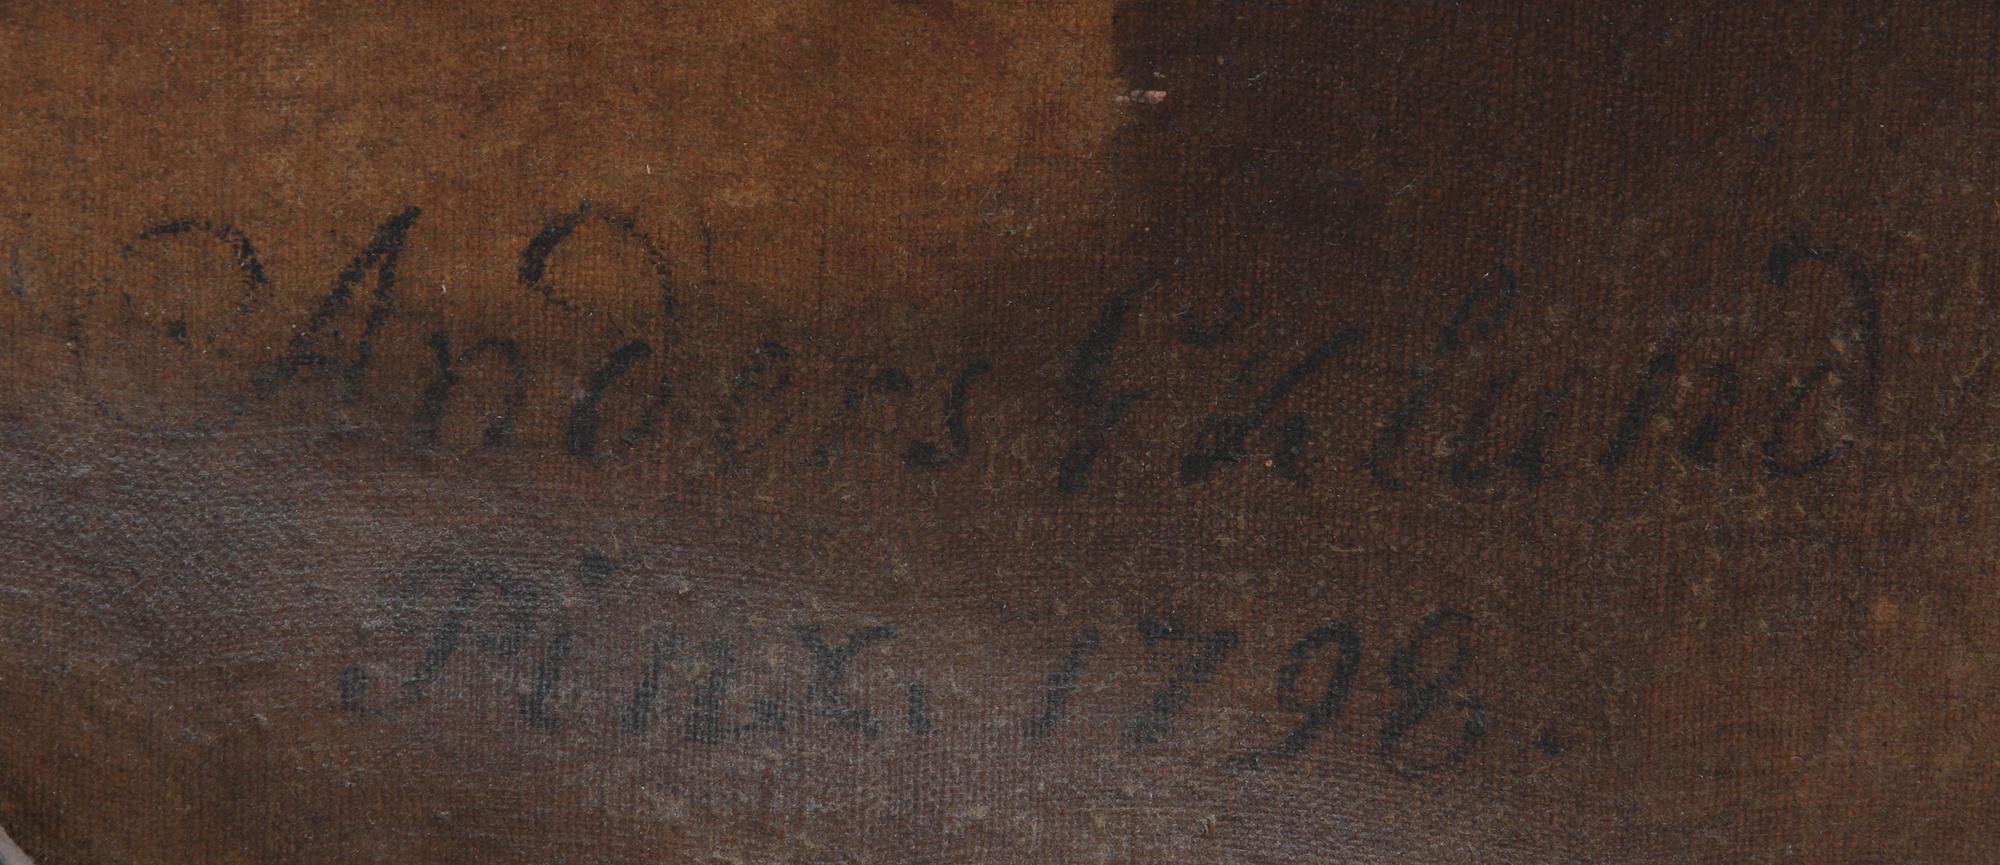 Anders Eklund
Pinx. 1798.